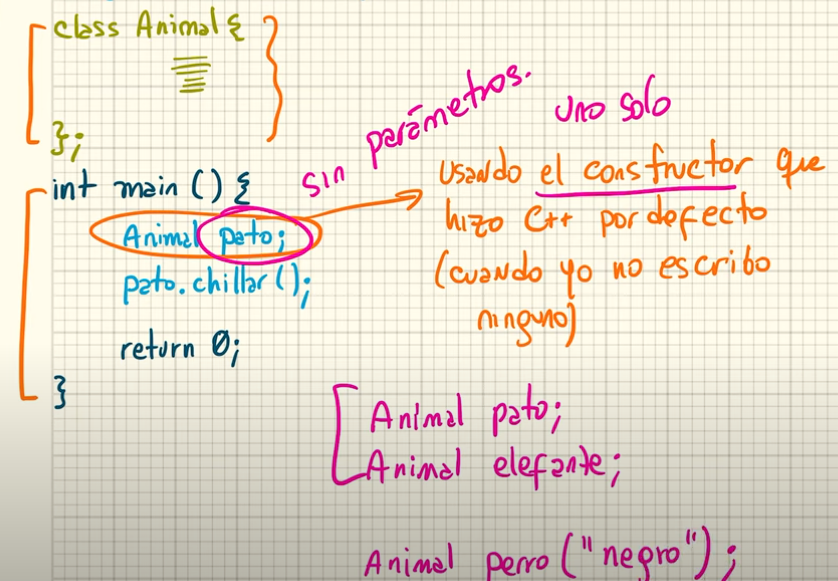 class Animal {
}
};
int main () {
Animal pato;
pato.chillar();
return 0;
}
sin parámetros.
uno solo
Usando el constructor que
hizo C++ por defecto
(cuando yo no escribo
ninguno)
Animal pato;
Animal elefante;
Animal perro ("negro");